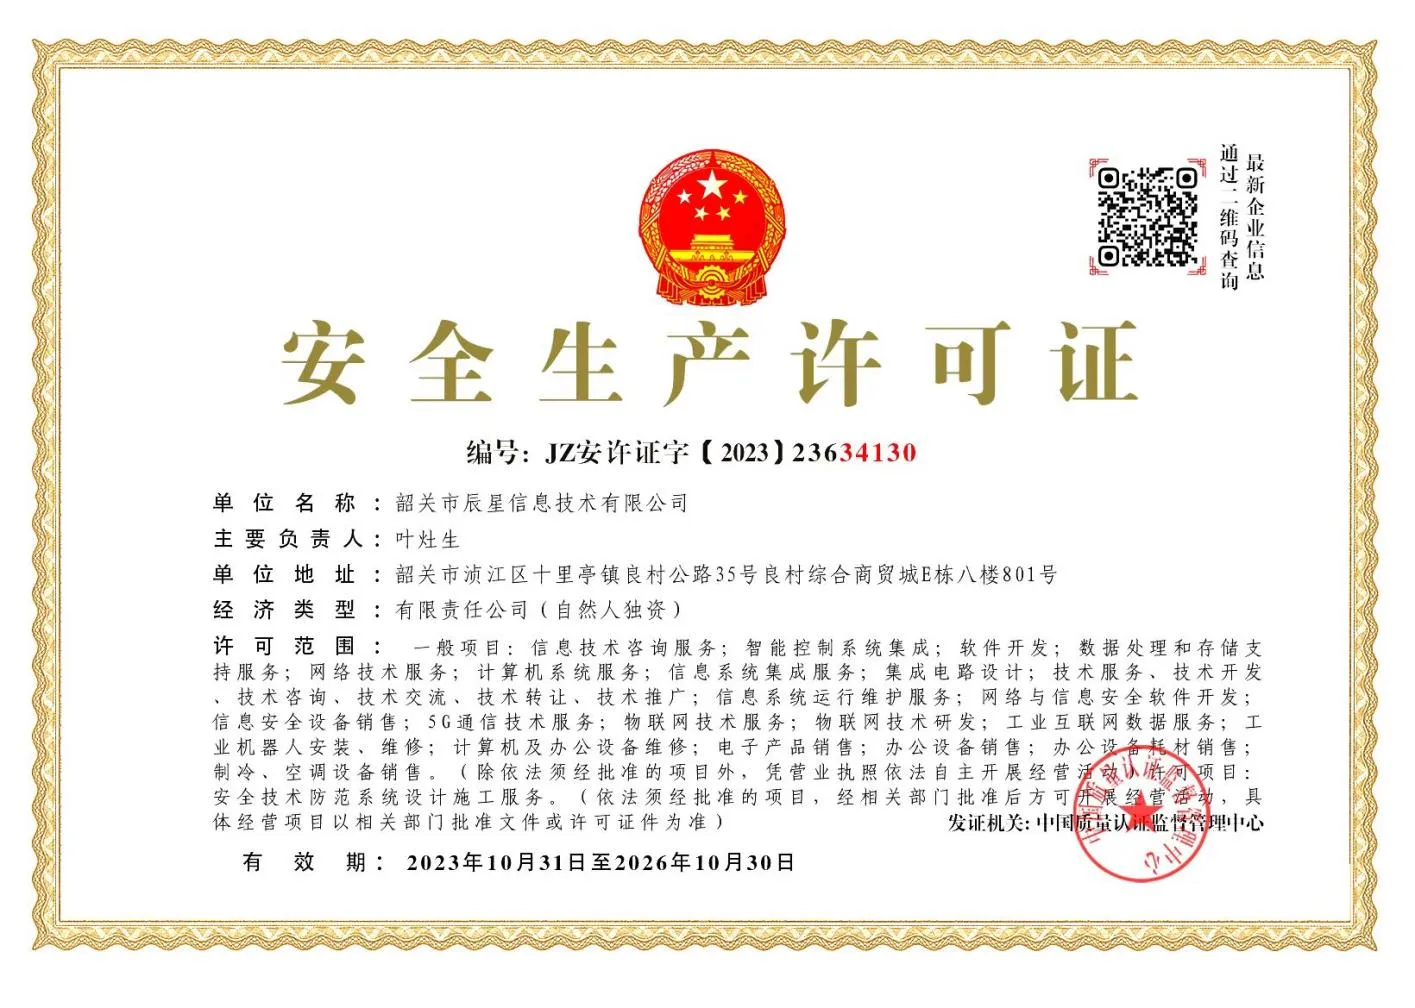 最新企业信息
通过二维码查询
安全生产许可证
编号：JZ安许证字〔2023〕23634130
单位名称：韶关市辰星信息技术有限公司
主要负责人：叶灶生
单位地址：韶关市浈江区十里亭镇良村公路35号良村综合商贸城E栋八楼801号
经济类型：有限责任公司（自然人独资）
许可范围：一般项目：信息技术咨询服务；智能控制系统集成；软件开发；数据处理和存储支
持服务；网络技术服务；计算机系统服务；信息系统集成服务；集成电路设计；技术服务、技术开发
、技术咨询、技术交流、技术转让、技术推广；信息系统运行维护服务；网络与信息安全软件开发；
信息安全设备销售；5G通信技术服务；物联网技术服务；物联网技术研发；工业互联网数据服务；工
业机器人安装、维修；计算机及办公设备维修；电子产品销售；办公设备销售；办公设备耗材销售；
制冷、空调设备销售。（除依法须经批准的项目外，凭营业执照依法自主开展经营活动）许可项目：
安全技术防范系统设计施工服务。（依法须经批准的项目，经相关部门批准后方可开展经营活动，具
体经营项目以相关部门批准文件或许可证件为准）
发证机关：中国质量认证监督管理中心
中国质量认证监督管理中心
有效期：2023年10月31日至2026年10月30日